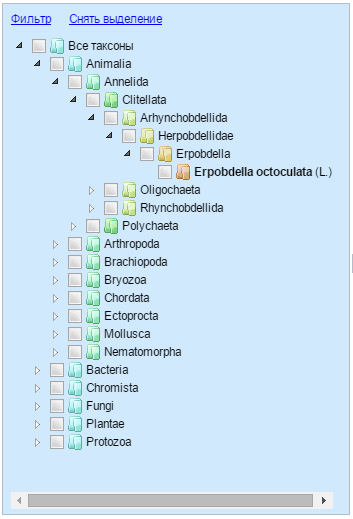 Фильтр Снять выделение
Все таксоны
Animalia
Annelida
Clitellata
Arhynchobdellida
Herpobdellidae
Erpobdella
Erpobdella octoculata (L.)
Oligochaeta
Rhynchobdellida
Polychaeta
Arthropoda
Brachiopoda
Bryozoa
Chordata
Ectoprocta
Mollusca
Nematomorpha
Bacteria
Chromista
Fungi
Plantae
Protozoa